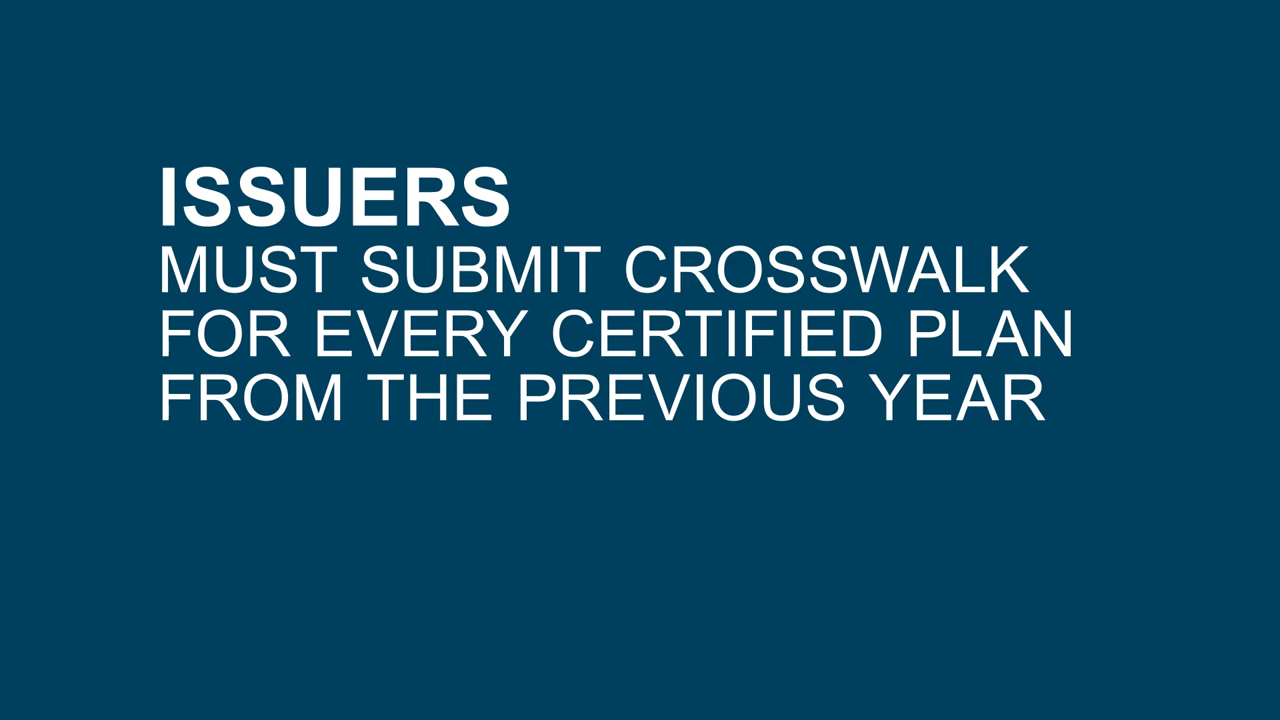 ISSUERS
MUST SUBMIT CROSSWALK
FOR EVERY CERTIFIED PLAN
FROM THE PREVIOUS YEAR